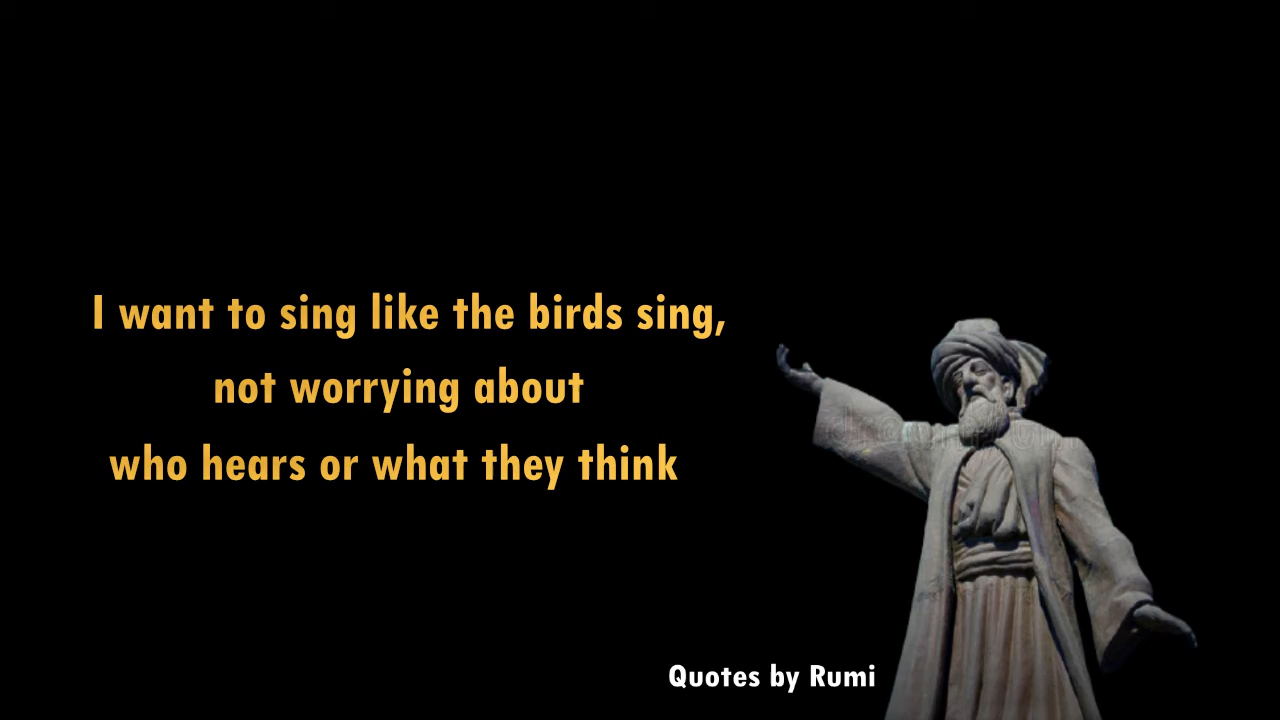 I want to sing like the birds sing,
not worrying about
who hears or what they think
Quotes by Rumi